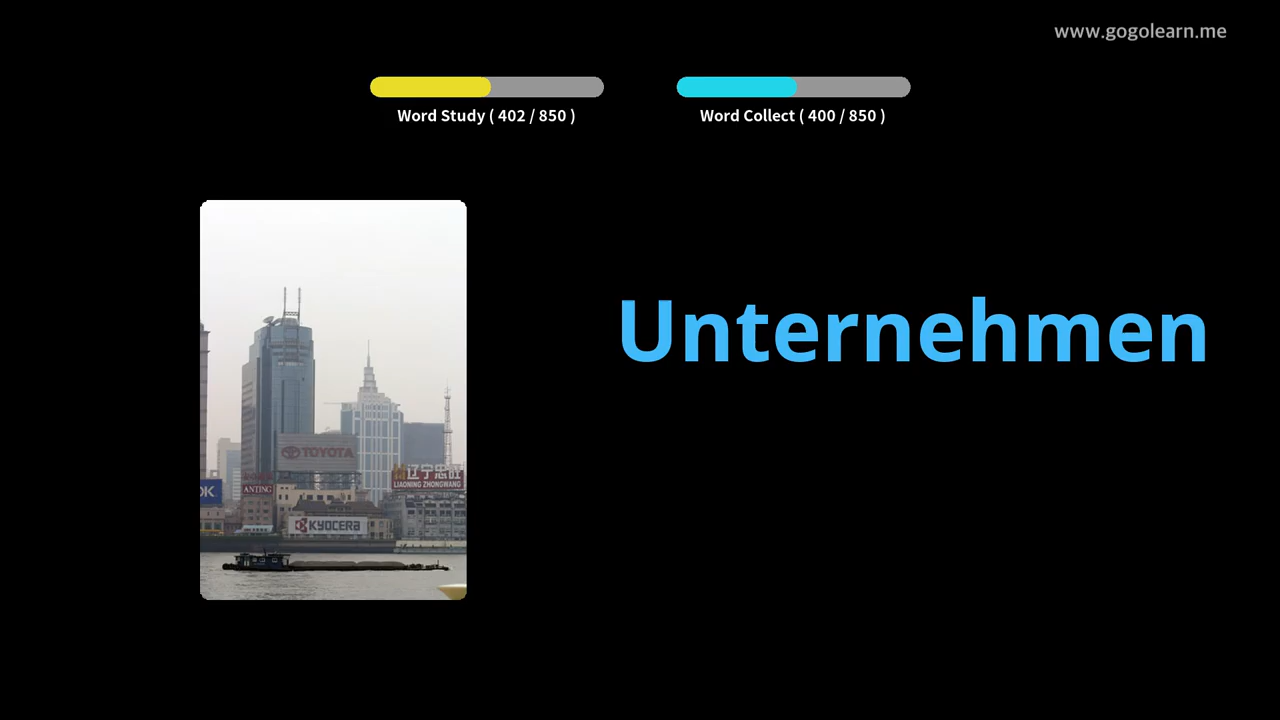 www.gogolearn.me
Word Study ( 402 / 850 )
Word Collect ( 400 / 850 )
Unternehmen
TOYOTA
辽宁忠旺
LIAONING ZHONGWANG
OK
ANTING
KYOCERA